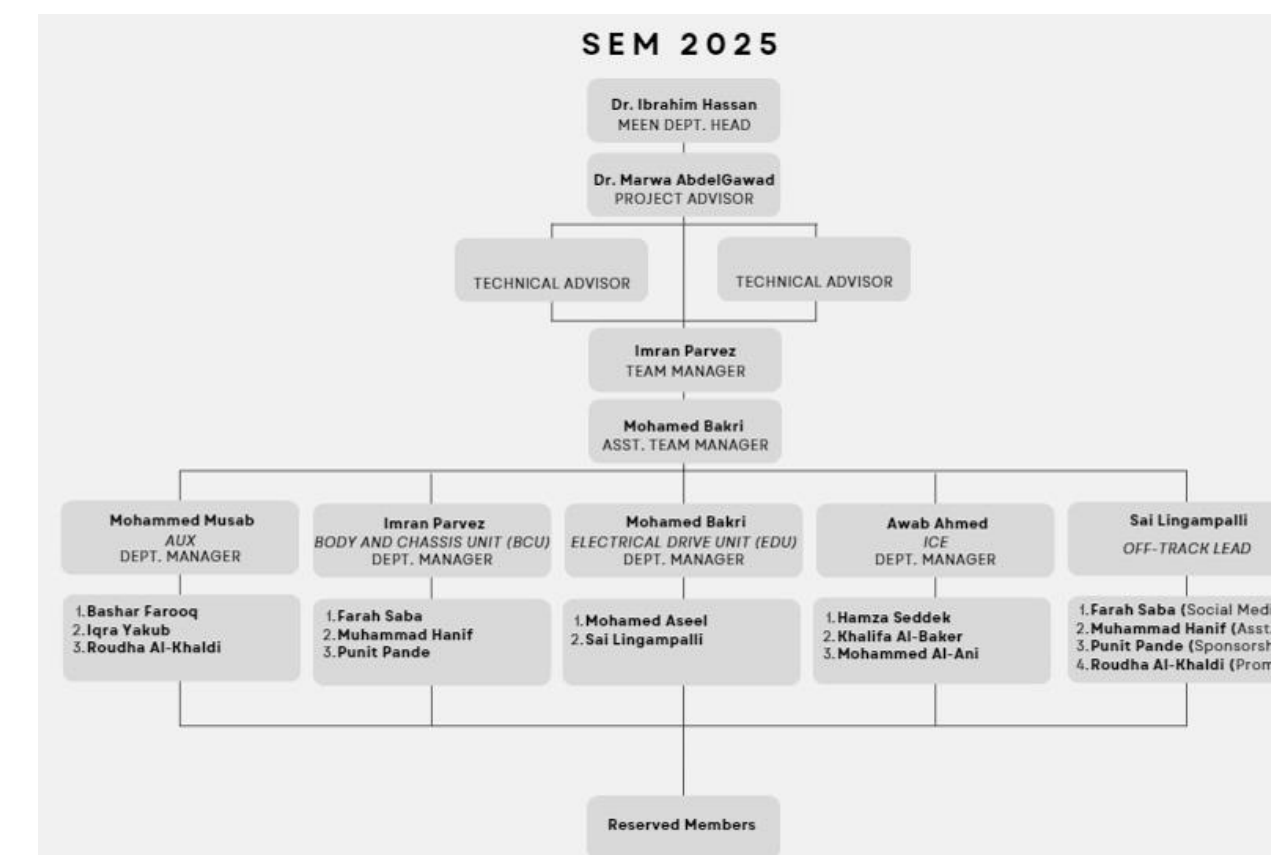 SEM 2025
Dr. Ibrahim Hassan
MEEN DEPT. HEAD
Dr. Marwa AbdelGawad
PROJECT ADVISOR
TECHNICAL ADVISOR
TECHNICAL ADVISOR
Imran Parvez
TEAM MANAGER
Mohamed Bakri
ASST. TEAM MANAGER
Mohammed Musab
AUX
DEPT. MANAGER
1.Bashar Farooq
2.Iqra Yakub
3.Roudha Al-Khaldi
Imran Parvez
BODY AND CHASSIS UNIT (BCU)
DEPT. MANAGER
1.Farah Saba
2.Muhammad Hanif
3.Punit Pande
Mohamed Bakri
ELECTRICAL DRIVE UNIT (EDU)
DEPT. MANAGER
1.Mohamed Aseel
2.Sai Lingampalli
Awab Ahmed
ICE
DEPT. MANAGER
1.Hamza Seddek
2.Khalifa Al-Baker
3.Mohammed Al-Ani
Sai Lingampalli
OFF-TRACK LEAD
1.Farah Saba (Social Medi
2.Muhammad Hanif (Asst.
3.Punit Pande (Sponsorsh
4.Roudha Al-Khaldi (Prom
Reserved Members